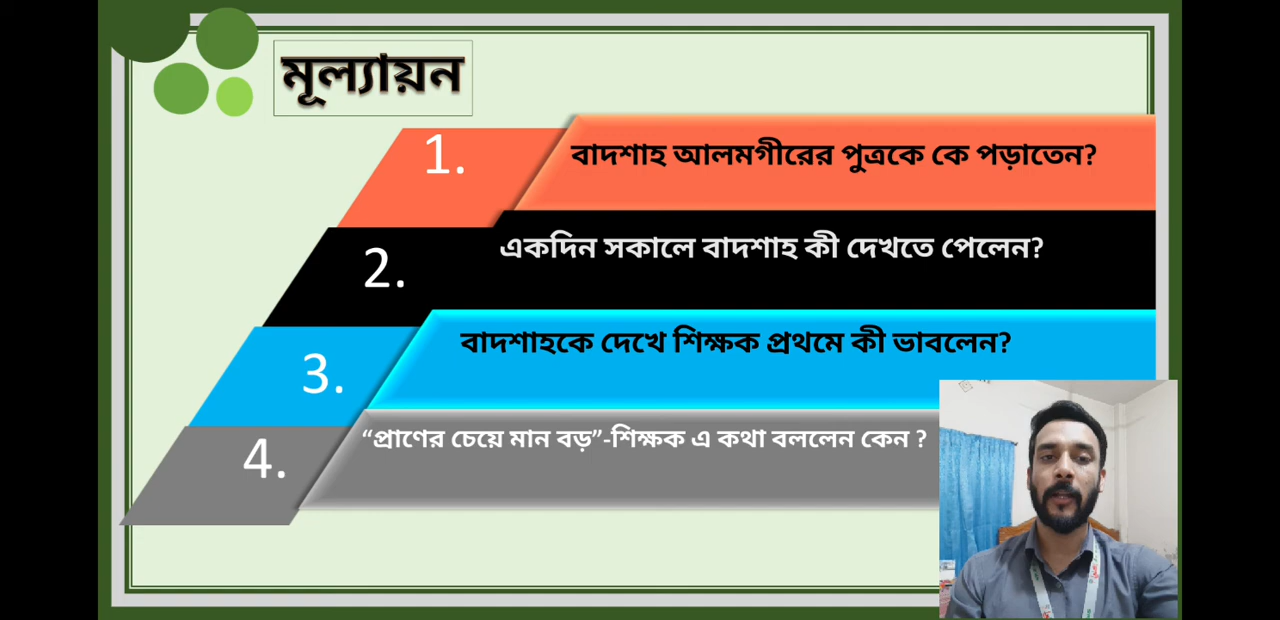 মূল্যায়ন
1.
বাদশাহ আলমগীরের পুত্রকে কে পড়াতেন?
2.
একদিন সকালে বাদশাহ কী দেখতে পেলেন?
3.
বাদশাহকে দেখে শিক্ষক প্রথমে কী ভাবলেন?
4.
“প্রাণের চেয়ে মান বড়”-শিক্ষক এ কথা বললেন কেন ?